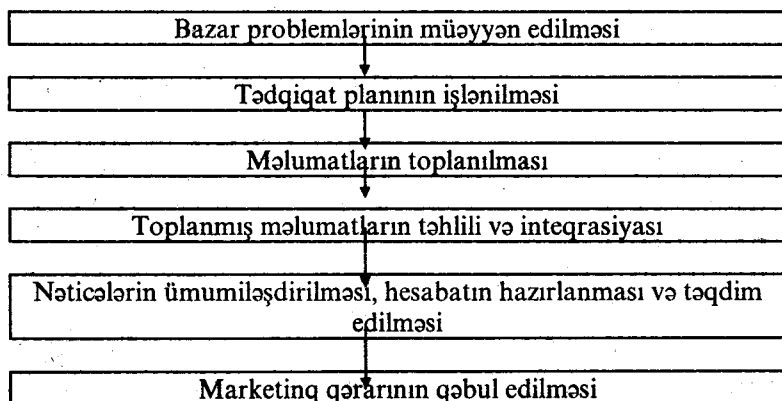 Bazar problemlərinin müəyyən edilməsi
Tədqiqat planının işlənilməsi
Məlumatların toplanılması
Toplanmış məlumatların təhlili və inteqrasiyası
Nəticələrin ümumiləşdirilməsi, hesabatın hazırlanması və təqdim
edilməsi
Marketinq qərarının qəbul edilməsi